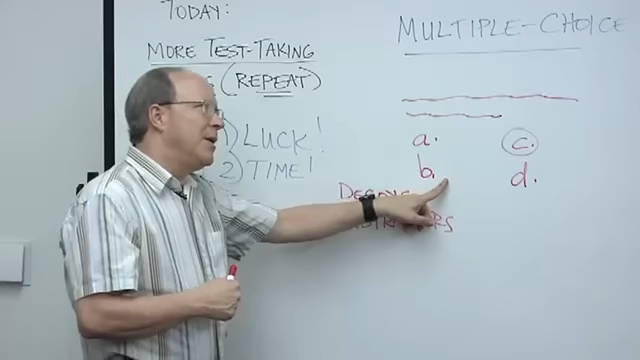 TODAY:
MORE TEST-TAKING
(REPEAT)
1) LUCK!
2) TIME!
MULTIPLE-CHOICE
a. c.
b. d.